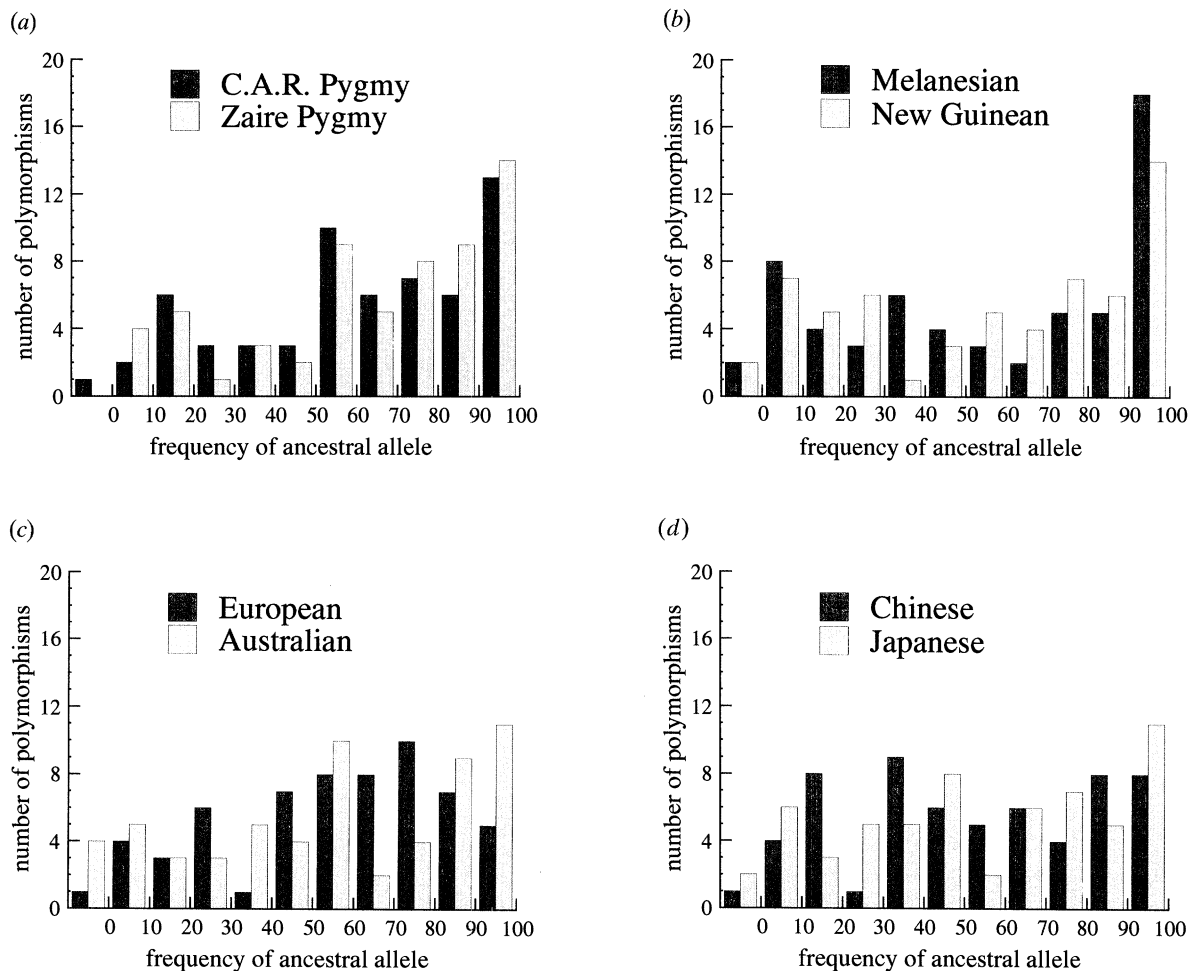 (a)
20
16
12
8
4
0
number of polymorphisms
C.A.R. Pygmy
Zaire Pygmy
0 10 20 30 40 50 60 70 80 90 100
frequency of ancestral allele
(b)
20
16
12
8
4
0
number of polymorphisms
Melanesian
New Guinean
0 10 20 30 40 50 60 70 80 90 100
frequency of ancestral allele
(c)
20
16
12
8
4
0
number of polymorphisms
European
Australian
0 10 20 30 40 50 60 70 80 90 100
frequency of ancestral allele
(d)
20
16
12
8
4
0
number of polymorphisms
Chinese
Japanese
0 10 20 30 40 50 60 70 80 90 100
frequency of ancestral allele